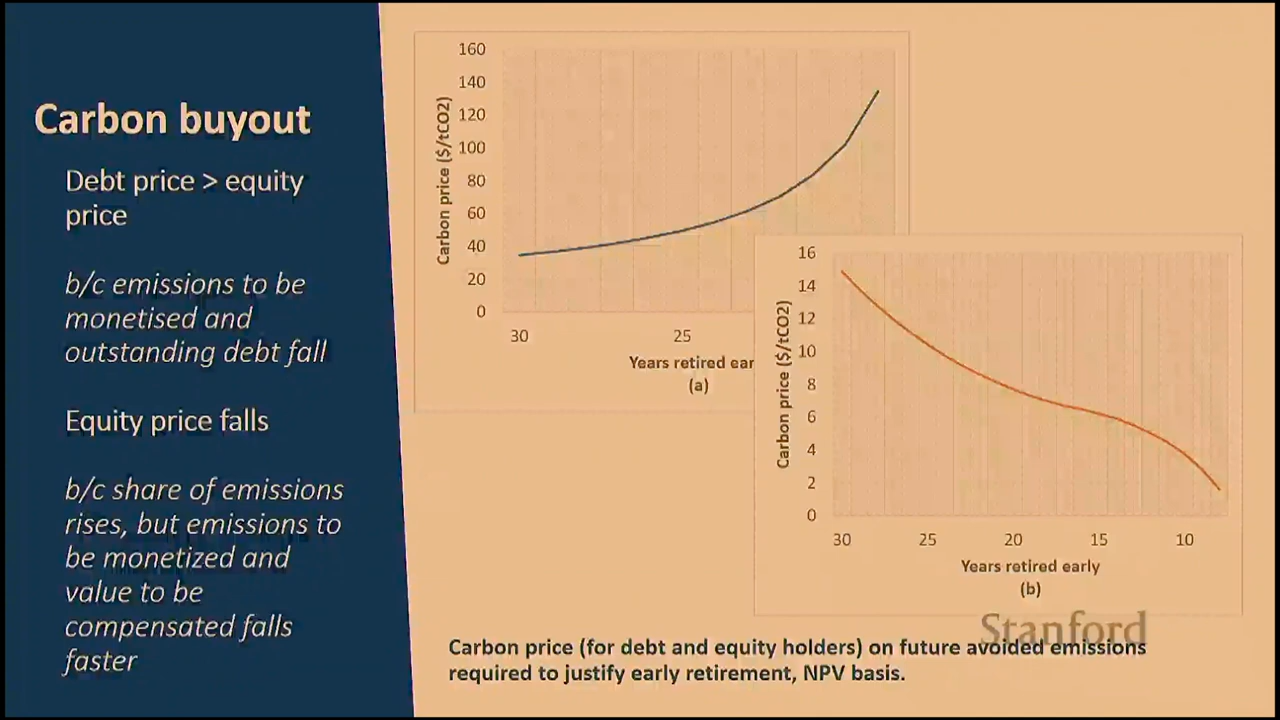 Carbon buyout
Debt price > equity
price
b/c emissions to be
monetised and
outstanding debt fall
Equity price falls
b/c share of emissions
rises, but emissions to
be monetized and
value to be
compensated falls
faster
160
140
120
100
80
60
40
20
0
Carbon price ($/tCO2)
30
25
Years retired ear
(a)
16
14
12
10
8
6
4
2
0
Carbon price ($/tCO2)
30
25
20
15
10
Years retired early
(b)
Stanford
Carbon price (for debt and equity holders) on future avoided emissions
required to justify early retirement, NPV basis.